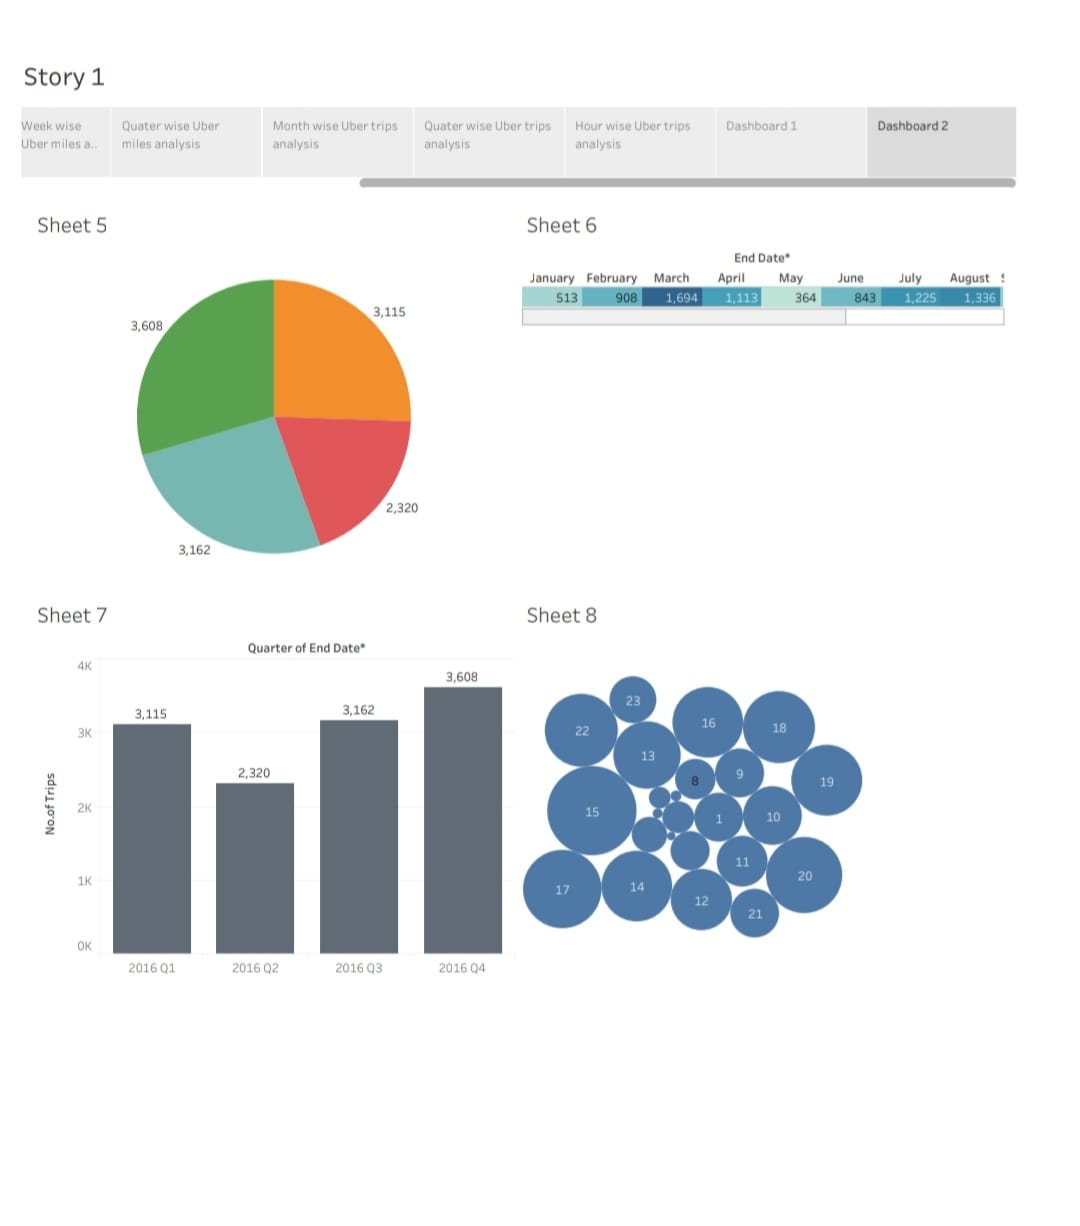 Story 1
Week wise
Uber miles a..
Quater wise Uber
miles analysis
Month wise Uber trips
analysis
Quater wise Uber trips
analysis
Hour wise Uber trips
analysis
Dashboard 1
Dashboard 2
Sheet 5
3,608
3,115
2,320
3,162
Sheet 6
End Date*
January February March April May June July August
513 908 1,694 1,113 364 843 1,225 1,336
Sheet 7
Quarter of End Date*
No.of Trips
4K
3K
2K
1K
0K
3,115
2,320
3,162
3,608
2016 Q1 2016 Q2 2016 Q3 2016 Q4
Sheet 8
23
22
16
18
13
9
8
19
15
1
10
11
20
17
14
12
21